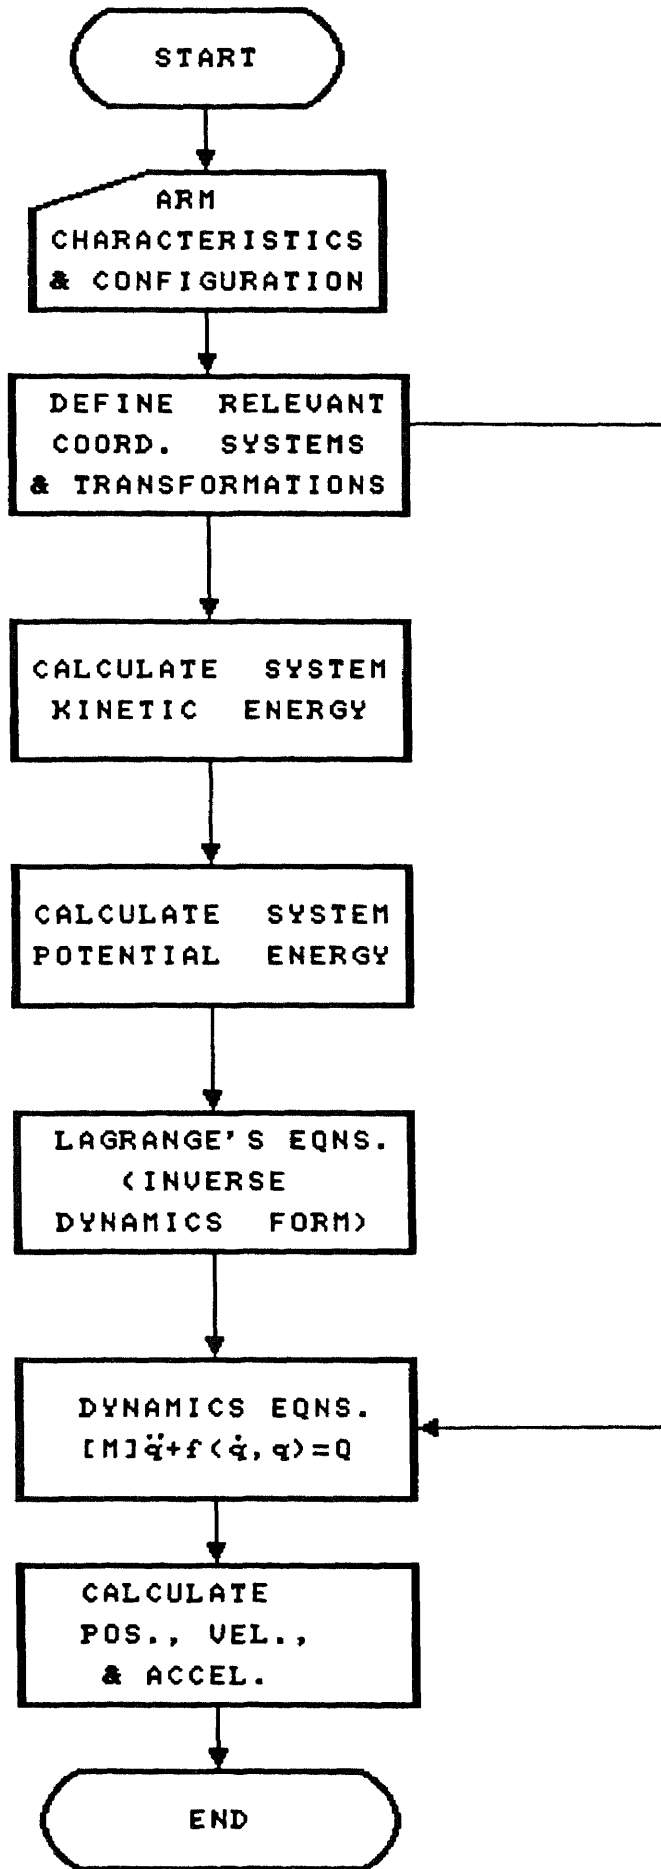 START
ARM
CHARACTERISTICS
& CONFIGURATION
DEFINE RELEVANT
COORD. SYSTEMS
& TRANSFORMATIONS
CALCULATE SYSTEM
KINETIC ENERGY
CALCULATE SYSTEM
POTENTIAL ENERGY
LAGRANGE'S EQNS.
(INVERSE
DYNAMICS FORM)
DYNAMICS EQNS.
[M]q̈+f(q̇,q)=Q
CALCULATE
POS., VEL.,
& ACCEL.
END